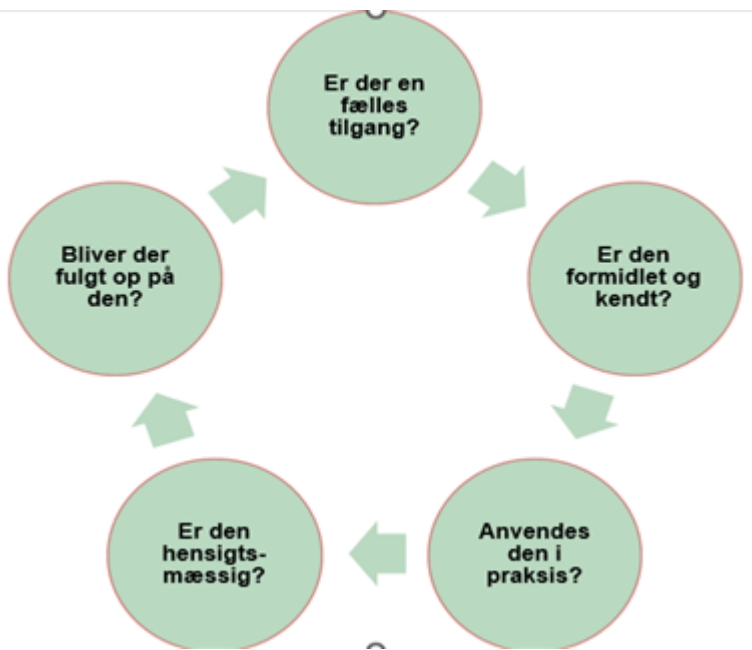 Er der en
fælles
tilgang?
Er den
formidlet og
kendt?
Anvendes
den i
praksis?
Er den
hensigts-
mæssig?
Bliver der
fulgt op på
den?